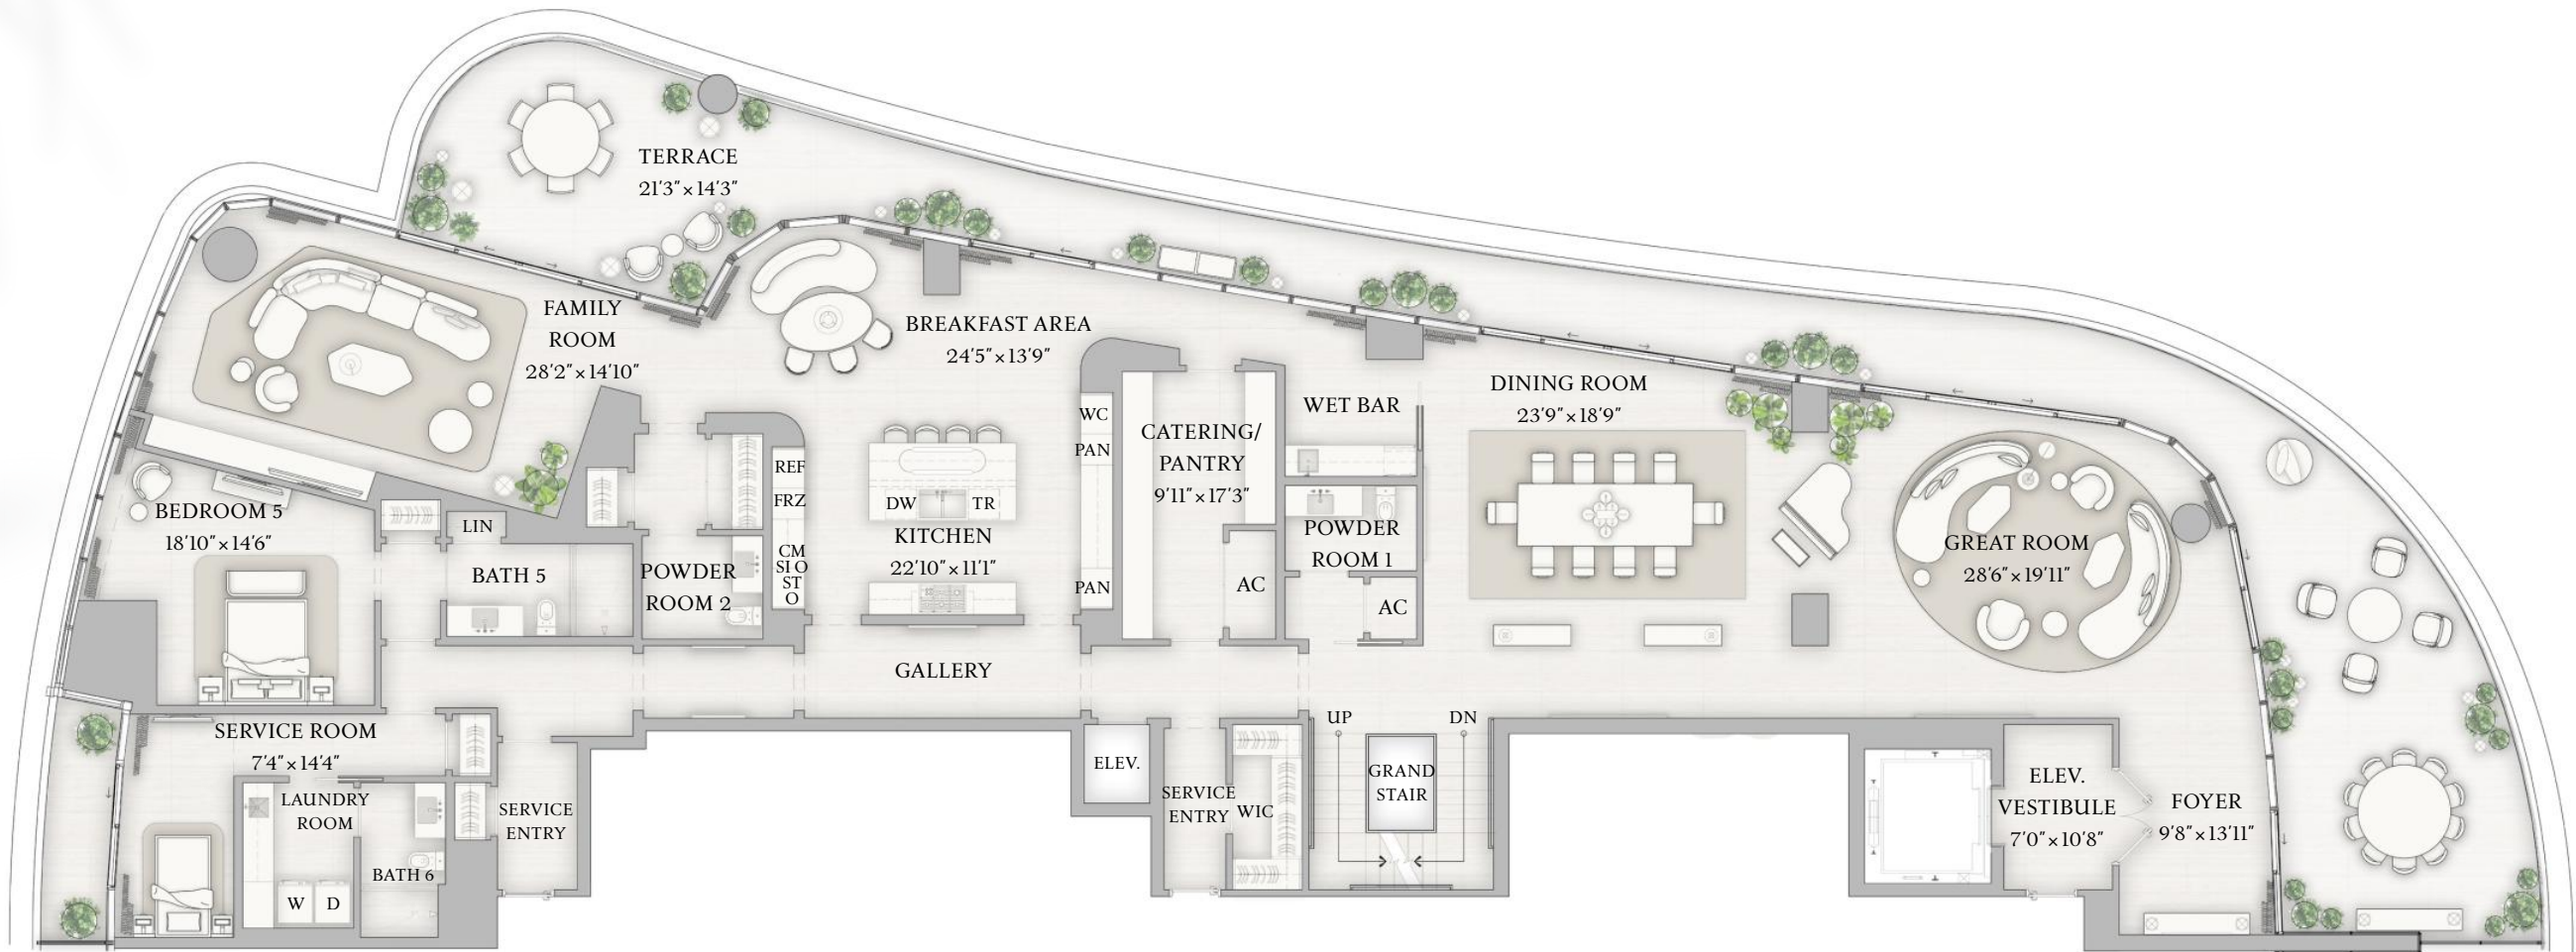 TERRACE
21'3" × 14'3"
FAMILY
ROOM
28'2" × 14'10"
BREAKFAST AREA
24'5" × 13'9"
WC
PAN
PAN
CATERING/
PANTRY
9'11" × 17'3"
AC
WET BAR
POWDER
ROOM 1
AC
DINING ROOM
23'9" × 18'9"
GREAT ROOM
28'6" × 19'11"
BEDROOM 5
18'10" × 14'6"
LIN
BATH 5
POWDER
ROOM 2
REF
FRZ
CM
SI O
ST
O
DW
TR
KITCHEN
22'10" × 11'1"
GALLERY
SERVICE ROOM
7'4" × 14'4"
LAUNDRY
ROOM
W
D
BATH 6
SERVICE
ENTRY
ELEV.
SERVICE
ENTRY
WIC
UP
DN
GRAND
STAIR
ELEV.
VESTIBULE
7'0" × 10'8"
FOYER
9'8" × 13'11"